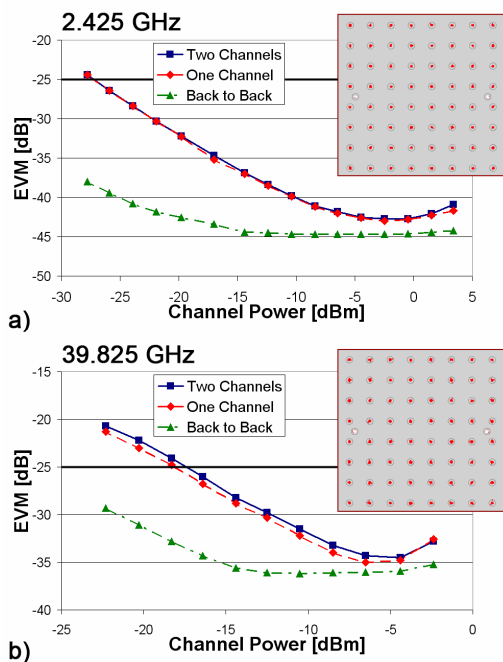 2.425 GHz
-20
-25
-30
-35
-40
-45
-50
EVM [dB]
Two Channels
One Channel
Back to Back
-30 -25 -20 -15 -10 -5 0 5
Channel Power [dBm]
a)
39.825 GHz
-15
-20
-25
-30
-35
-40
EVM [dB]
Two Channels
One Channel
Back to Back
-25 -20 -15 -10 -5 0
Channel Power [dBm]
b)